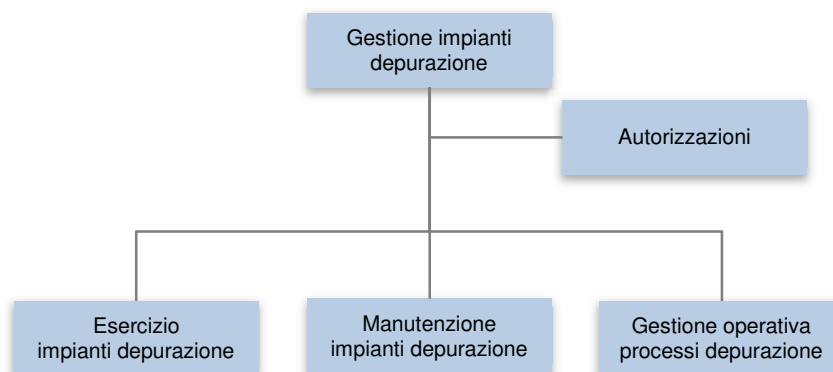 Gestione impianti
depurazione
Autorizzazioni
Esercizio
impianti depurazione
Manutenzione
impianti depurazione
Gestione operativa
processi depurazione